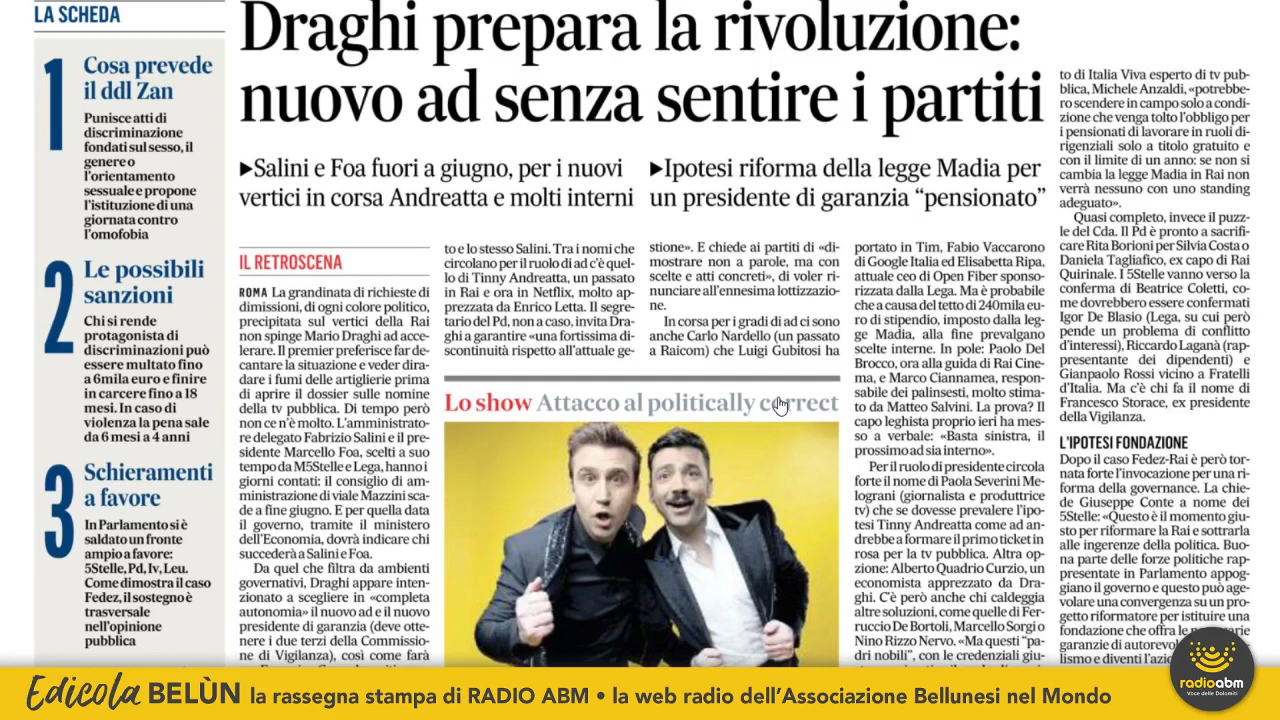 LA SCHEDA
1
Cosa prevede
il ddl Zan
Punisce atti di
discriminazione
fondati sul sesso, il
genere o
l'orientamento
sessuale e propone
l'istituzione di una
giornata contro
l'omofobia
2
Le possibili
sanzioni
Chi si rende
protagonista di
discriminazioni può
essere multato fino
a 6mila euro e finire
in carcere fino a 18
mesi. In caso di
violenza la pena sale
da 6 mesi a 4 anni
3
Schieramenti
a favore
In Parlamento si è
saldato un fronte
ampio a favore:
5Stelle, Pd, Iv, Leu.
Come dimostra il caso
Fedez, il sostegno è
trasversale
nell'opinione
pubblica
Draghi prepara la rivoluzione:
nuovo ad senza sentire i partiti
▶Salini e Foa fuori a giugno, per i nuovi
vertici in corsa Andreatta e molti interni
▶Ipotesi riforma della legge Madia per
un presidente di garanzia “pensionato”
IL RETROSCENA
ROMA La grandinata di richieste di
dimissioni, di ogni colore politico,
precipitata sul vertici della Rai
non spinge Mario Draghi ad acce-
lerare. Il premier preferisce far de-
cantare la situazione e veder dira-
dare i fumi delle artiglierie prima
di aprire il dossier sulle nomine
della tv pubblica. Di tempo però
non ce n'è molto. L'amministrato-
re delegato Fabrizio Salini e il pre-
sidente Marcello Foa, scelti a suo
tempo da M5Stelle e Lega, hanno i
giorni contati: il consiglio di am-
ministrazione di viale Mazzini sca-
de a fine giugno. E per quella data
il governo, tramite il ministero
dell'Economia, dovrà indicare chi
succederà a Salini e Foa.
Da quel che filtra da ambienti
governativi, Draghi appare inten-
zionato a scegliere in «completa
autonomia» il nuovo ad e il nuovo
presidente di garanzia (deve otte-
nere i due terzi della Commissio-
ne di Vigilanza), così come farà
to e lo stesso Salini. Tra i nomi che
circolano per il ruolo di ad c'è quel-
lo di Tinny Andreatta, un passato
in Rai e ora in Netflix, molto ap-
prezzata da Enrico Letta. Il segre-
tario del Pd, non a caso, invita Dra-
ghi a garantire «una fortissima di-
scontinuità rispetto all'attuale ge-
stione». E chiede ai partiti di «di-
mostrare non a parole, ma con
scelte e atti concreti», di voler ri-
nunciare all'ennesima lottizzazio-
ne.
In corsa per i gradi di ad ci sono
anche Carlo Nardello (un passato
a Raicom) che Luigi Gubitosi ha
Lo show Attacco al politically correct
portato in Tim, Fabio Vaccarono
di Google Italia ed Elisabetta Ripa,
attuale ceo di Open Fiber sponso-
rizzata dalla Lega. Ma è probabile
che a causa del tetto di 240mila eu-
ro di stipendio, imposto dalla leg-
ge Madia, alla fine prevalgano
scelte interne. In pole: Paolo Del
Brocco, ora alla guida di Rai Cine-
ma, e Marco Ciannamea, respon-
sabile dei palinsesti, molto stima-
to da Matteo Salvini. La prova? Il
capo leghista proprio ieri ha mes-
so a verbale: «Basta sinistra, il
prossimo ad sia interno».
Per il ruolo di presidente circola
forte il nome di Paola Severini Me-
lograni (giornalista e produttrice
tv) che se dovesse prevalere l'ipo-
tesi Tinny Andreatta come ad an-
drebbe a formare il primo ticket in
rosa per la tv pubblica. Altra op-
zione: Alberto Quadrio Curzio, un
economista apprezzato da Dra-
ghi. C'è però anche chi caldeggia
altre soluzioni, come quelle di Fer-
ruccio De Bortoli, Marcello Sorgi o
Nino Rizzo Nervo. «Ma questi “pa-
dri nobili”, con le credenziali giu-
to di Italia Viva esperto di tv pub-
blica, Michele Anzaldi, «potrebbe-
ro scendere in campo solo a condi-
zione che venga tolto l'obbligo per
i pensionati di lavorare in ruoli di-
rigenziali solo a titolo gratuito e
con il limite di un anno: se non si
cambia la legge Madia in Rai non
verrà nessuno con uno standing
adeguato».
Quasi completo, invece il puzz-
le del Cda. Il Pd è pronto a sacrifi-
care Rita Borioni per Silvia Costa o
Daniela Tagliafico, ex capo di Rai
Quirinale. I 5Stelle vanno verso la
conferma di Beatrice Coletti, co-
me dovrebbero essere confermati
Igor De Blasio (Lega, su cui però
pende un problema di conflitto
d'interessi), Riccardo Laganà (rap-
presentante dei dipendenti) e
Gianpaolo Rossi vicino a Fratelli
d'Italia. Ma c'è chi fa il nome di
Francesco Storace, ex presidente
della Vigilanza.
L'IPOTESI FONDAZIONE
Dopo il caso Fedez-Rai è però tor-
nata forte l'invocazione per una ri-
forma della governance. La chie-
de Giuseppe Conte a nome dei
5Stelle: «Questo è il momento giu-
sto per riformare la Rai e sottrarla
alle ingerenze della politica. Buo-
na parte delle forze politiche rap-
presentate in Parlamento appog-
giano il governo e questo può age-
volare una convergenza su un pro-
getto riformatore per istituire una
fondazione che offra le
garanzie di
lismo e diventi
Edicola BELÙN la rassegna stampa di RADIO ABM • la web radio dell'Associazione Bellunesi nel Mondo
radioabm
Voce delle Dolomiti